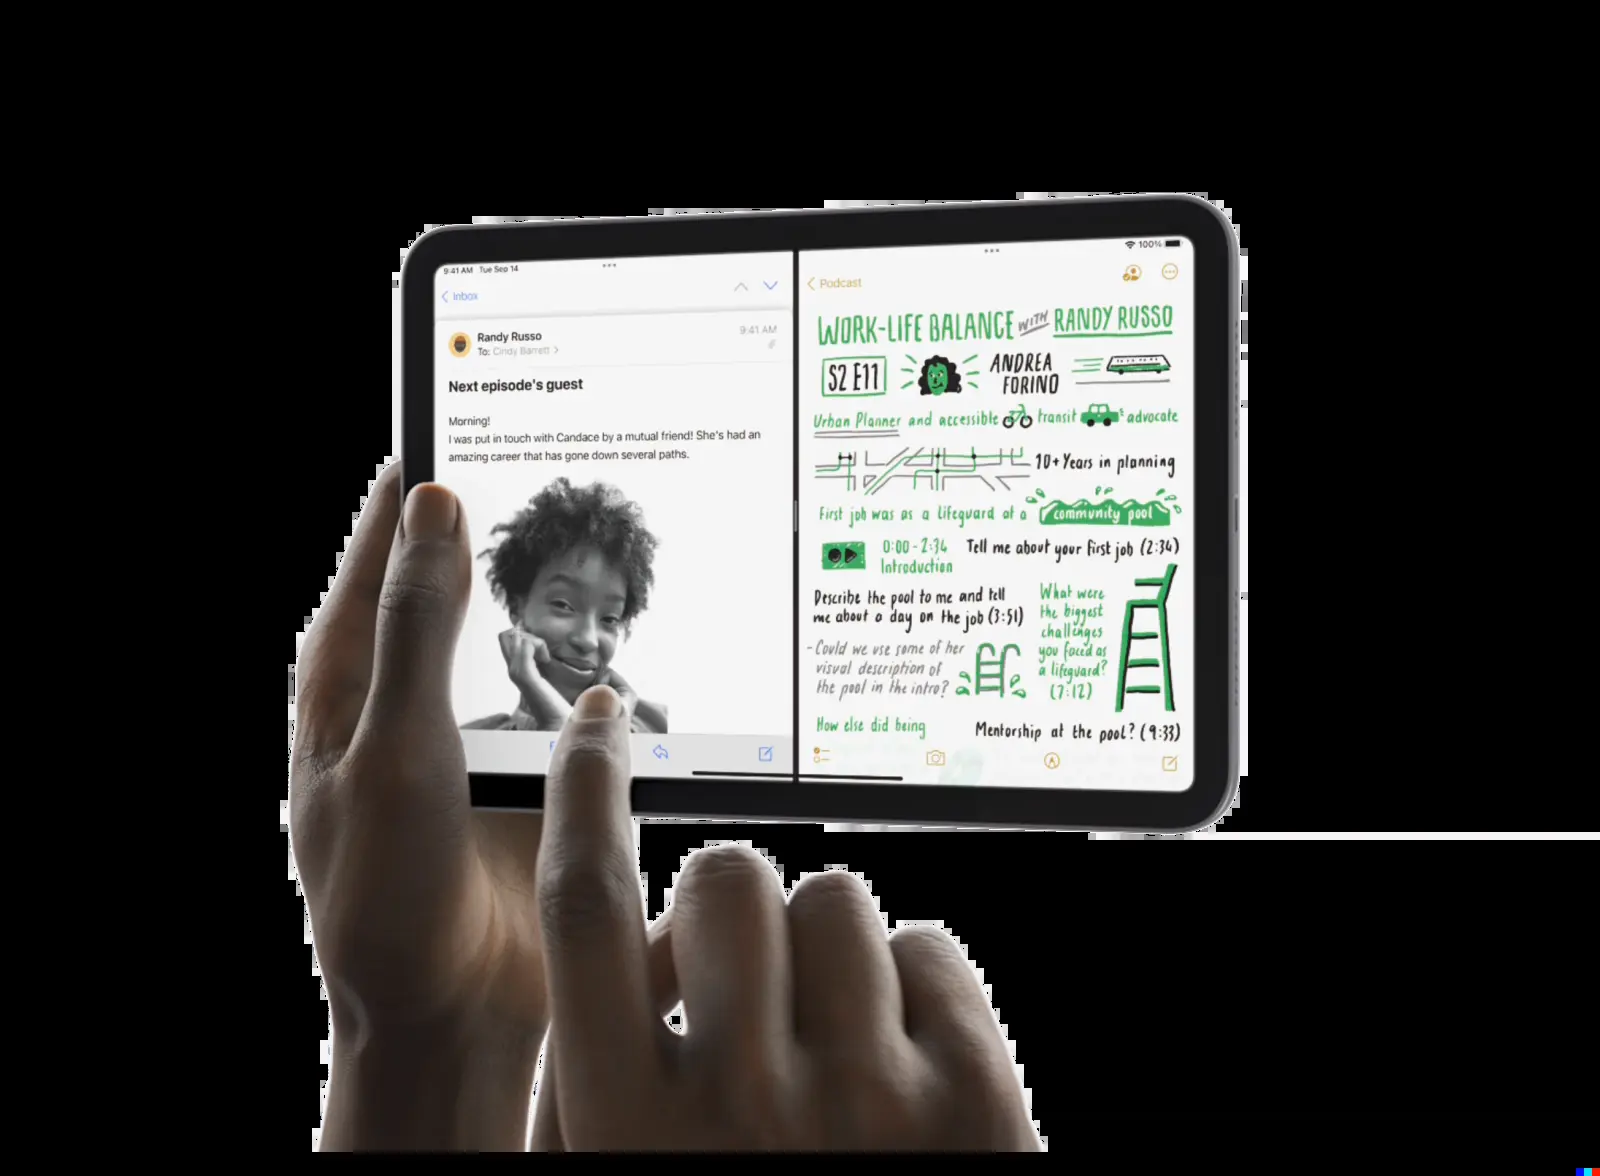 9:41 AM Tue Sep 14
Inbox
Randy Russo
9:41 AM
To: Cindy Barrett >
Next episode's guest
Morning!
I was put in touch with Candace by a mutual friend! She's had an
amazing career that has gone down several paths.
100%
Podcast
WORK-LIFE BALANCE WITH RANDY RUSSO
S2 E11
ANDREA
FORINO
Urban Planner and accessible transit advocate
10+ Years in planning
First job was as a lifeguard at a community pool
0:00-2:34
Introduction
Tell me about your first job (2:34)
Describe the pool to me and tell
me about a day on the job (3:51)
- Could we use some of her
visual description of
the pool in the intro?
What were
the biggest
challenges
you faced as
a lifeguard?
(7:12)
How else did being
Mentorship at the pool? (9:33)